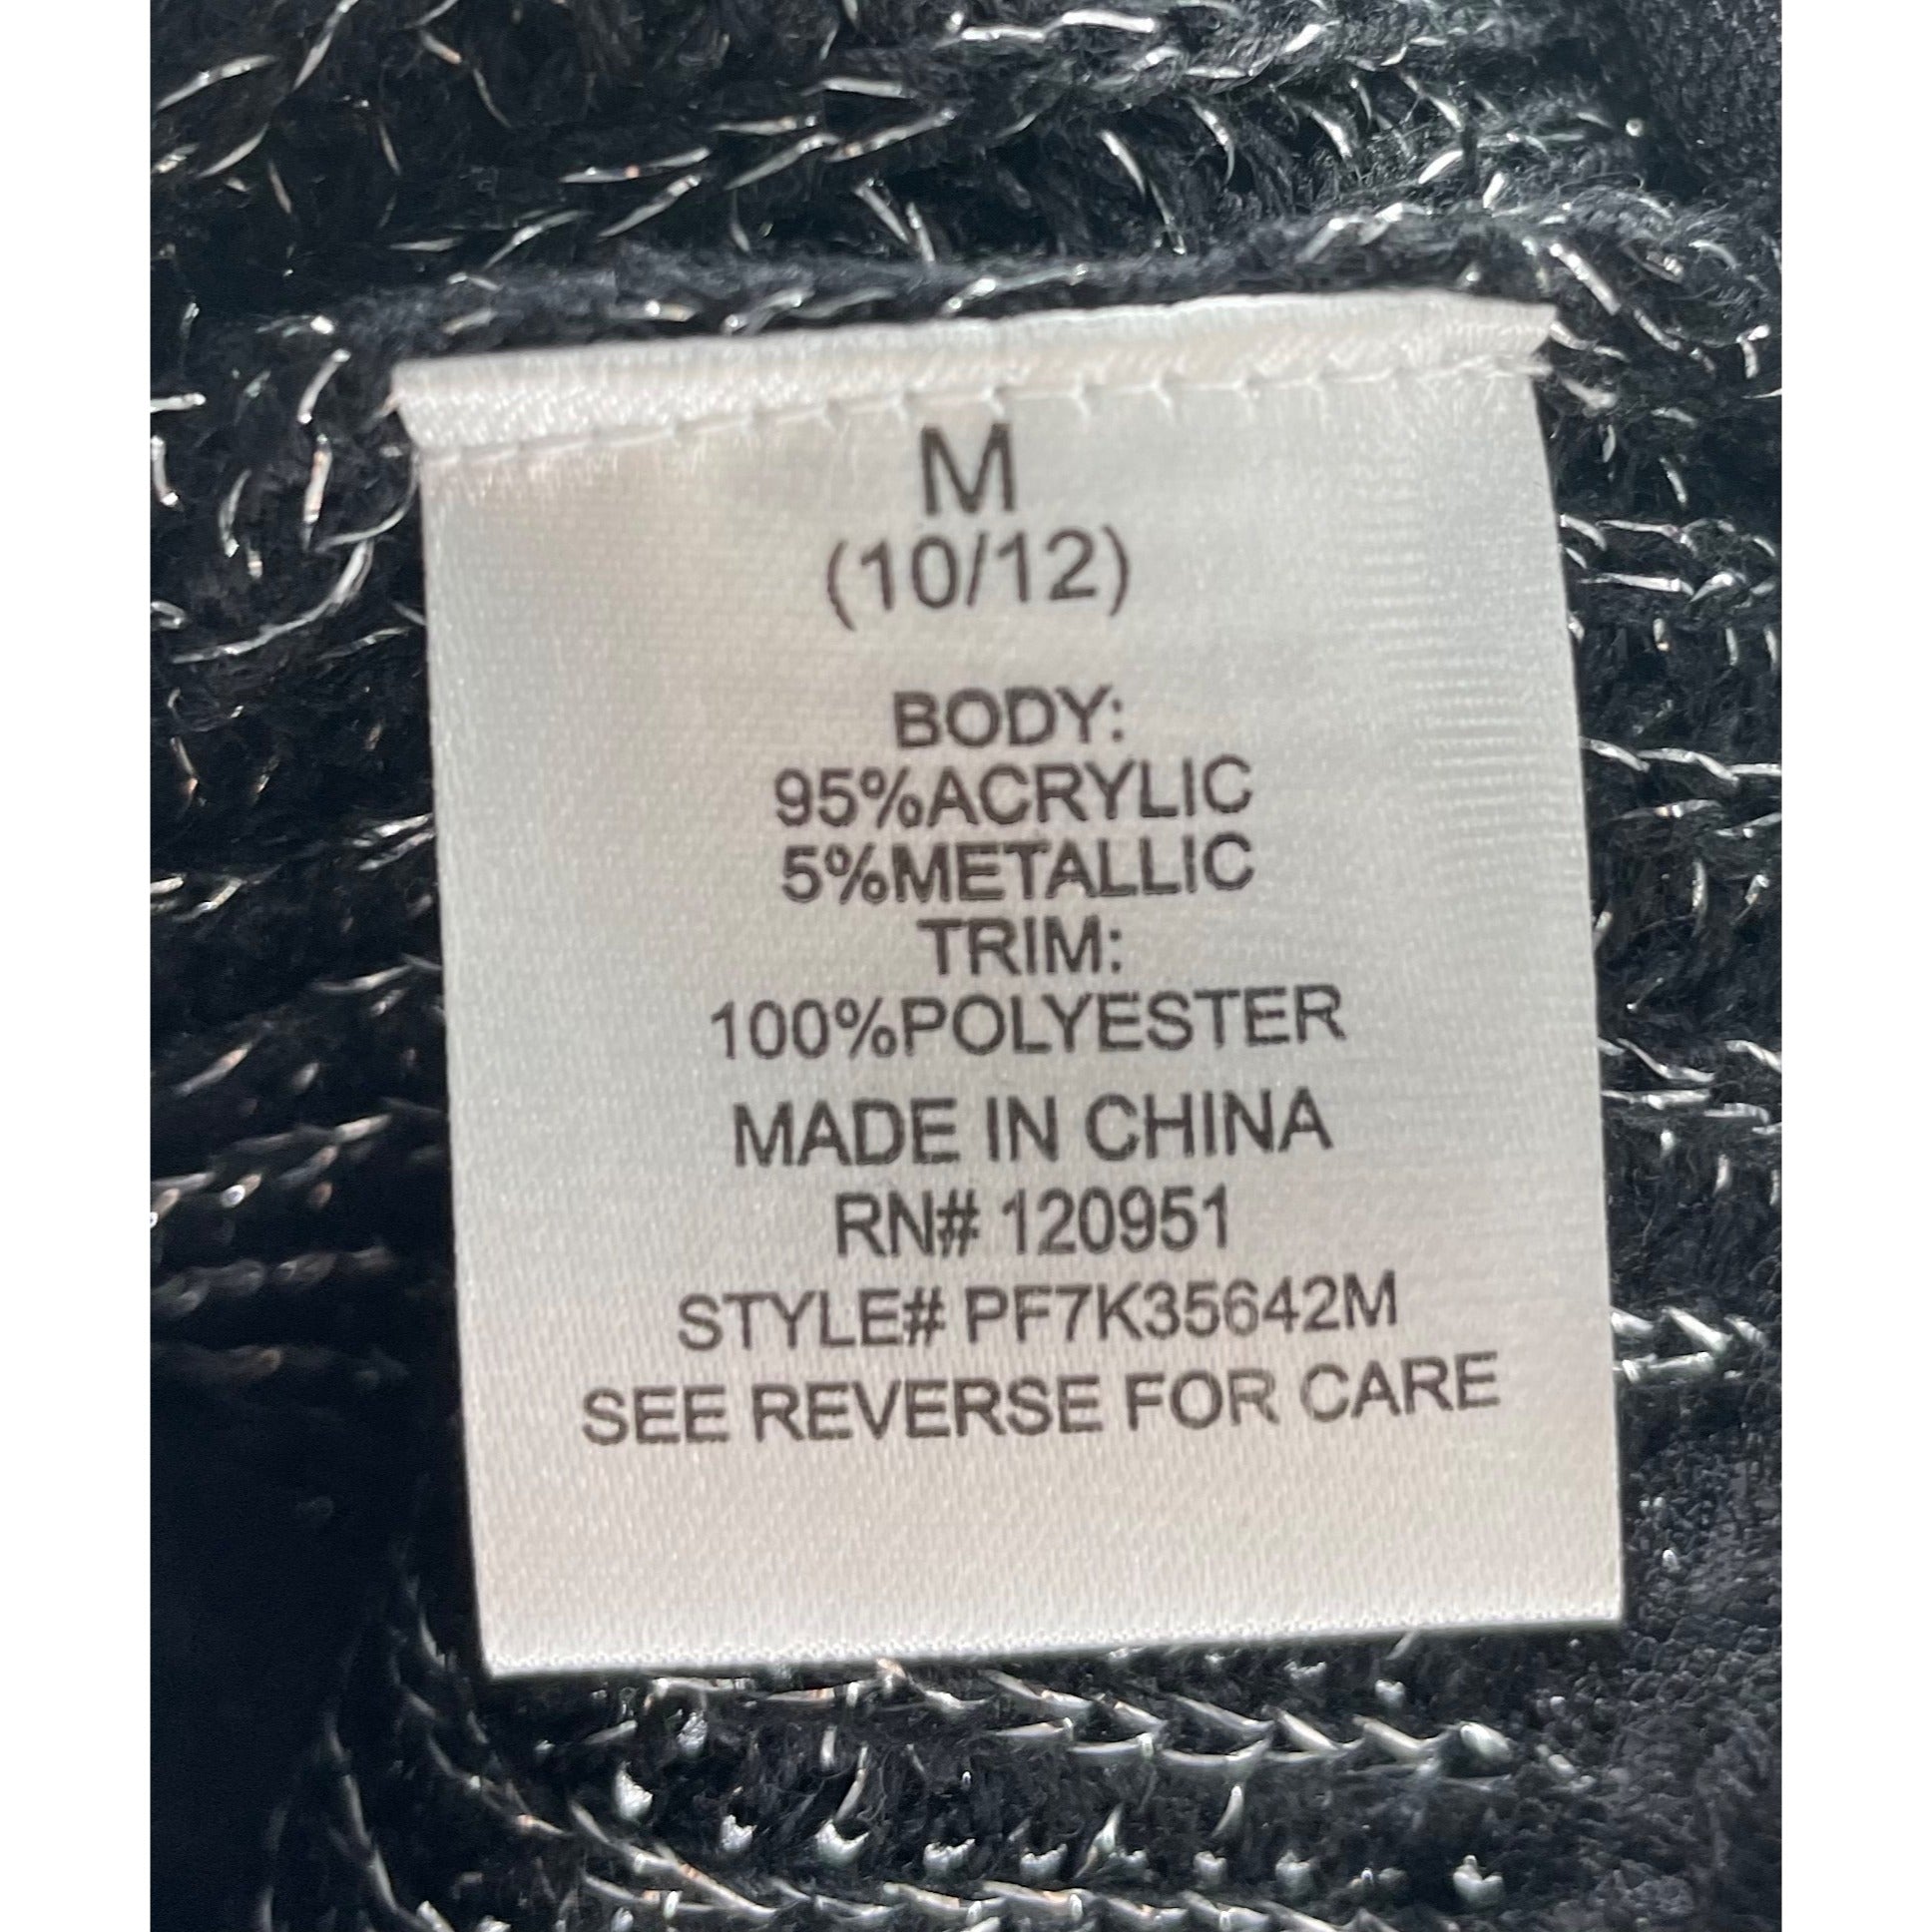 M
(10/12)
BODY:
95%ACRYLIC
5%METALLIC
TRIM:
100%POLYESTER
MADE IN CHINA
RN# 120951
STYLE# PF7K35642M
SEE REVERSE FOR CARE